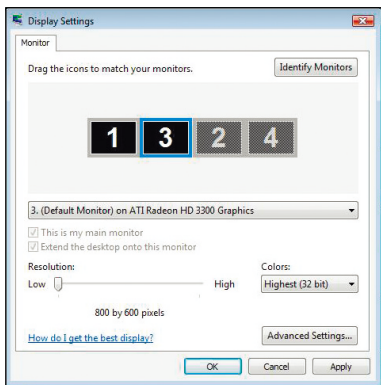 Display Settings
Monitor
Drag the icons to match your monitors.
Identify Monitors
1 3 2 4
3. (Default Monitor) on ATI Radeon HD 3300 Graphics
This is my main monitor
Extend the desktop onto this monitor
Resolution:
Colors:
Low High
Highest (32 bit)
800 by 600 pixels
How do I get the best display?
Advanced Settings...
OK Cancel Apply